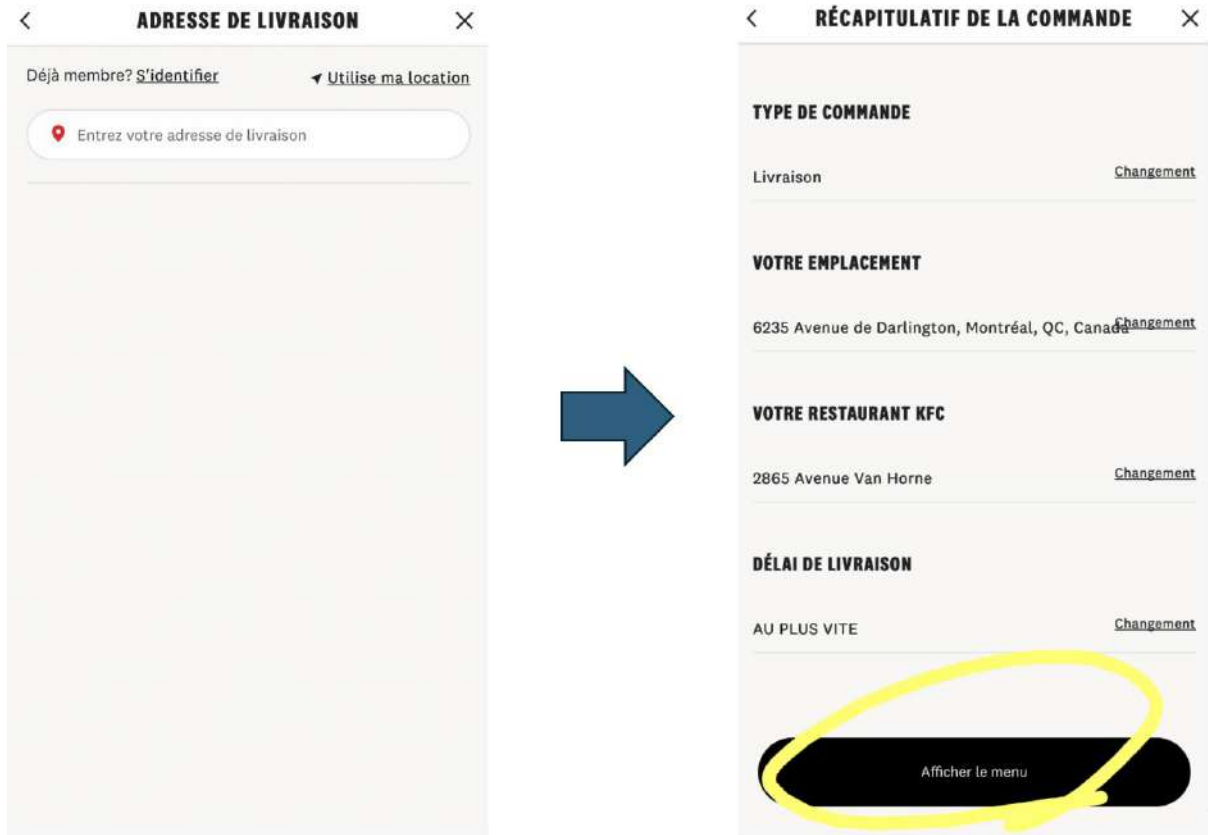 ADRESSE DE LIVRAISON
Déjà membre? S'identifier
Utilise ma location
Entrez votre adresse de livraison
RÉCAPITULATIF DE LA COMMANDE
TYPE DE COMMANDE
Livraison
Changement
VOTRE EMPLACEMENT
6235 Avenue de Darlington, Montréal, QC, Canada
Changement
VOTRE RESTAURANT KFC
2865 Avenue Van Horne
Changement
DÉLAI DE LIVRAISON
AU PLUS VITE
Changement
Afficher le menu